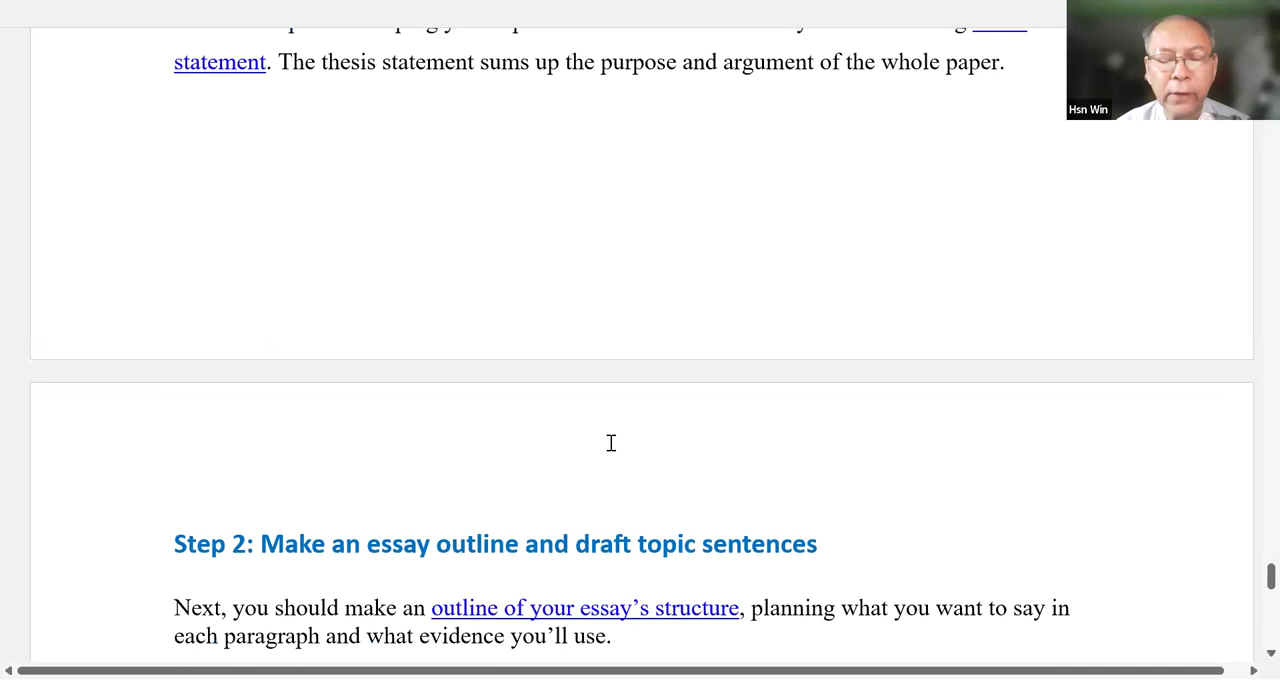 statement. The thesis statement sums up the purpose and argument of the whole paper.
Hsn Win
Step 2: Make an essay outline and draft topic sentences
Next, you should make an outline of your essay’s structure, planning what you want to say in
each paragraph and what evidence you’ll use.